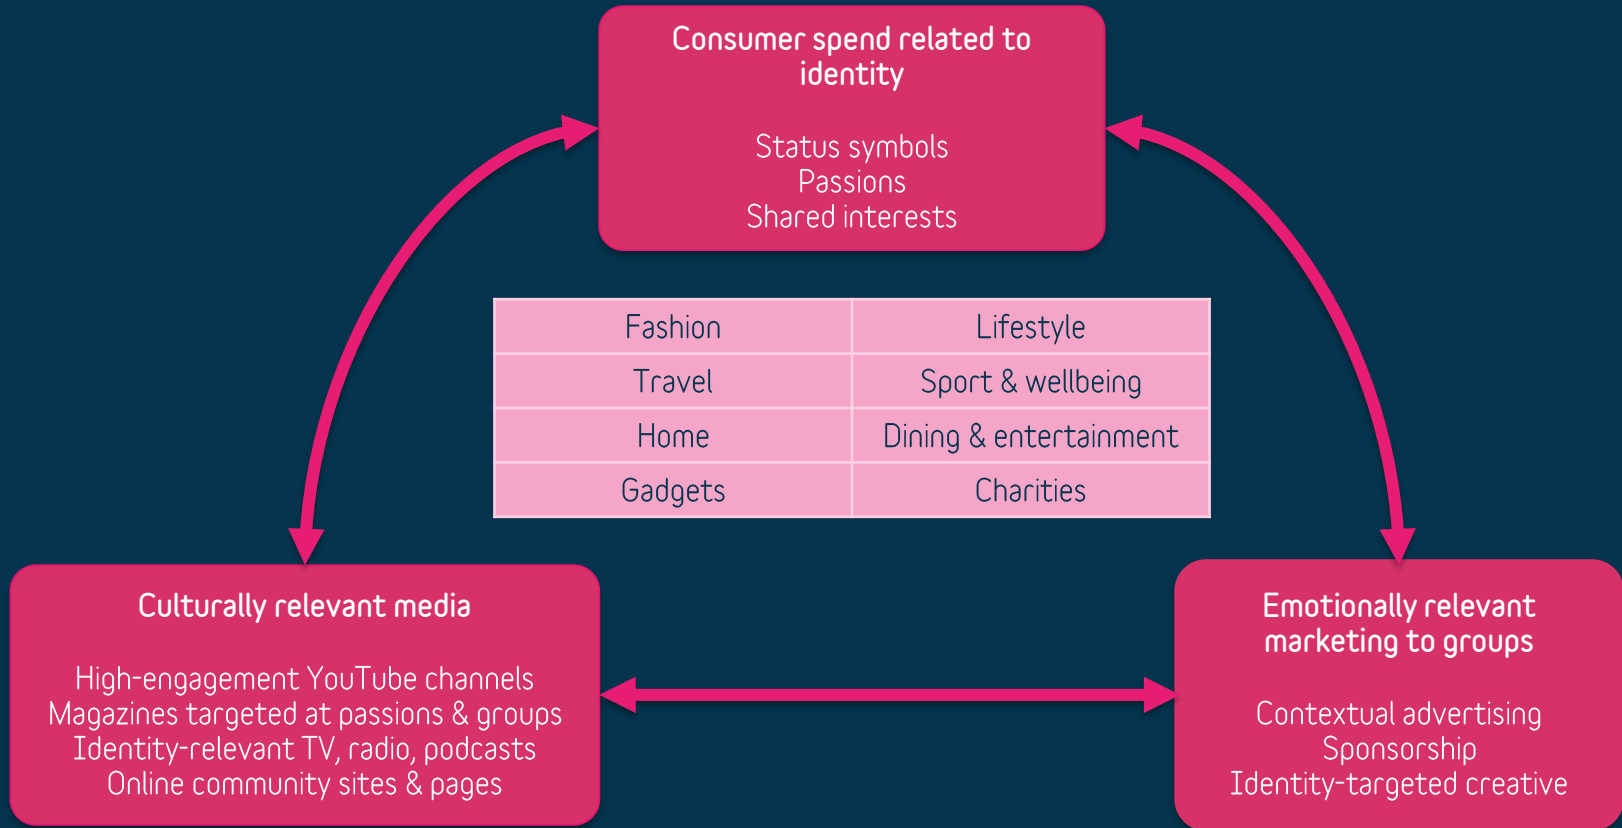 Consumer spend related to
identity
Status symbols
Passions
Shared interests
Fashion
Lifestyle
Travel
Sport & wellbeing
Home
Dining & entertainment
Gadgets
Charities
Culturally relevant media
High-engagement YouTube channels
Magazines targeted at passions & groups
Identity-relevant TV, radio, podcasts
Online community sites & pages
Emotionally relevant
marketing to groups
Contextual advertising
Sponsorship
Identity-targeted creative